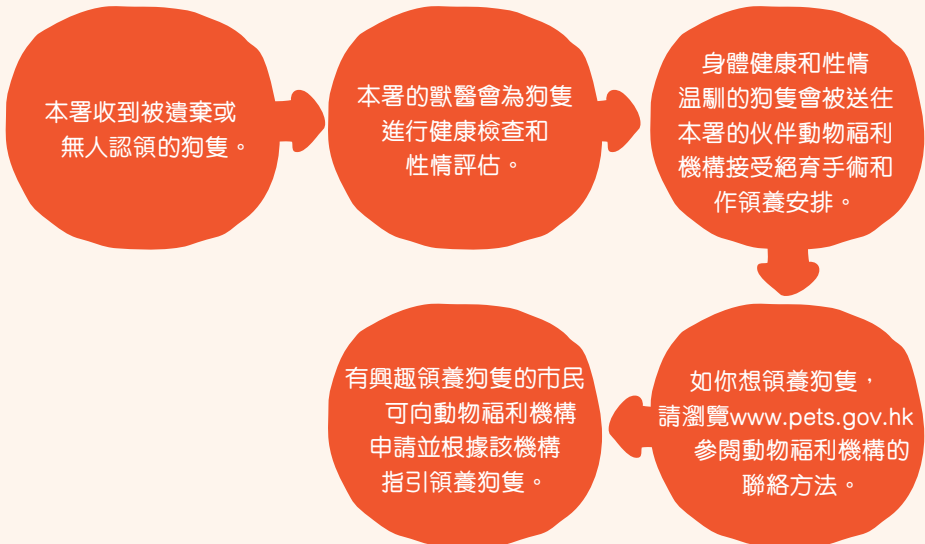 本署收到被遺棄或
無人認領的狗隻。
本署的獸醫會為狗隻
進行健康檢查和
性情評估。
身體健康和性情
温馴的狗隻會被送往
本署的伙伴動物福利
機構接受絕育手術和
作領養安排。
如你想領養狗隻，
請瀏覽www.pets.gov.hk
參閱動物福利機構的
聯絡方法。
有興趣領養狗隻的市民
可向動物福利機構
申請並根據該機構
指引領養狗隻。